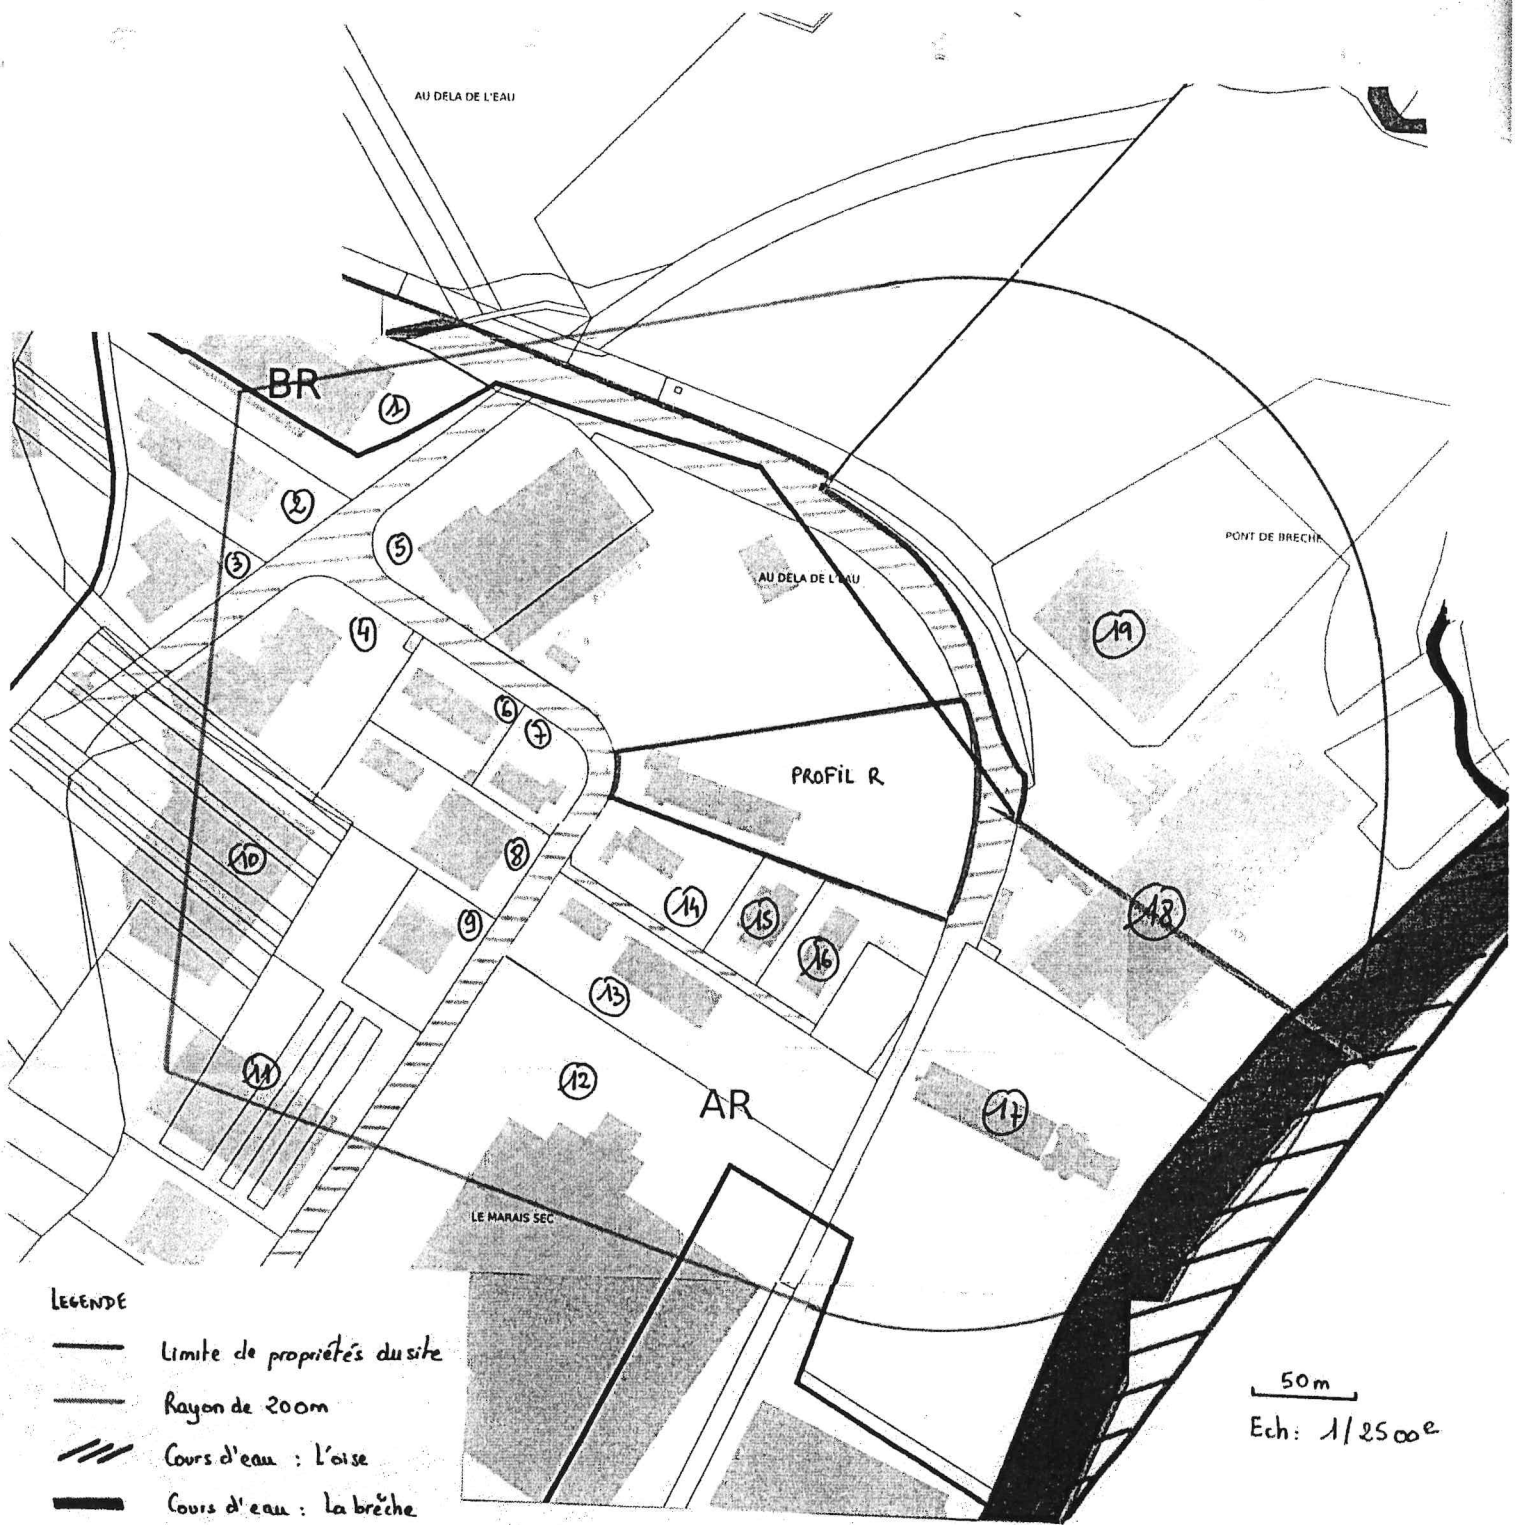 AU DELA DE L'EAU
BR
1
2
3
4
5
AU DELA DE L'EAU
PONT DE BRECHE
19
6
7
PROFIL R
8
9
10
14
15
16
18
13
11
12
AR
17
LE MARAIS SEC
LEGENDE
Limite de propriétés du site
Rayon de 200m
Cours d'eau : L'oise
Cours d'eau : La brêche
50m
Ech: 1/2500e